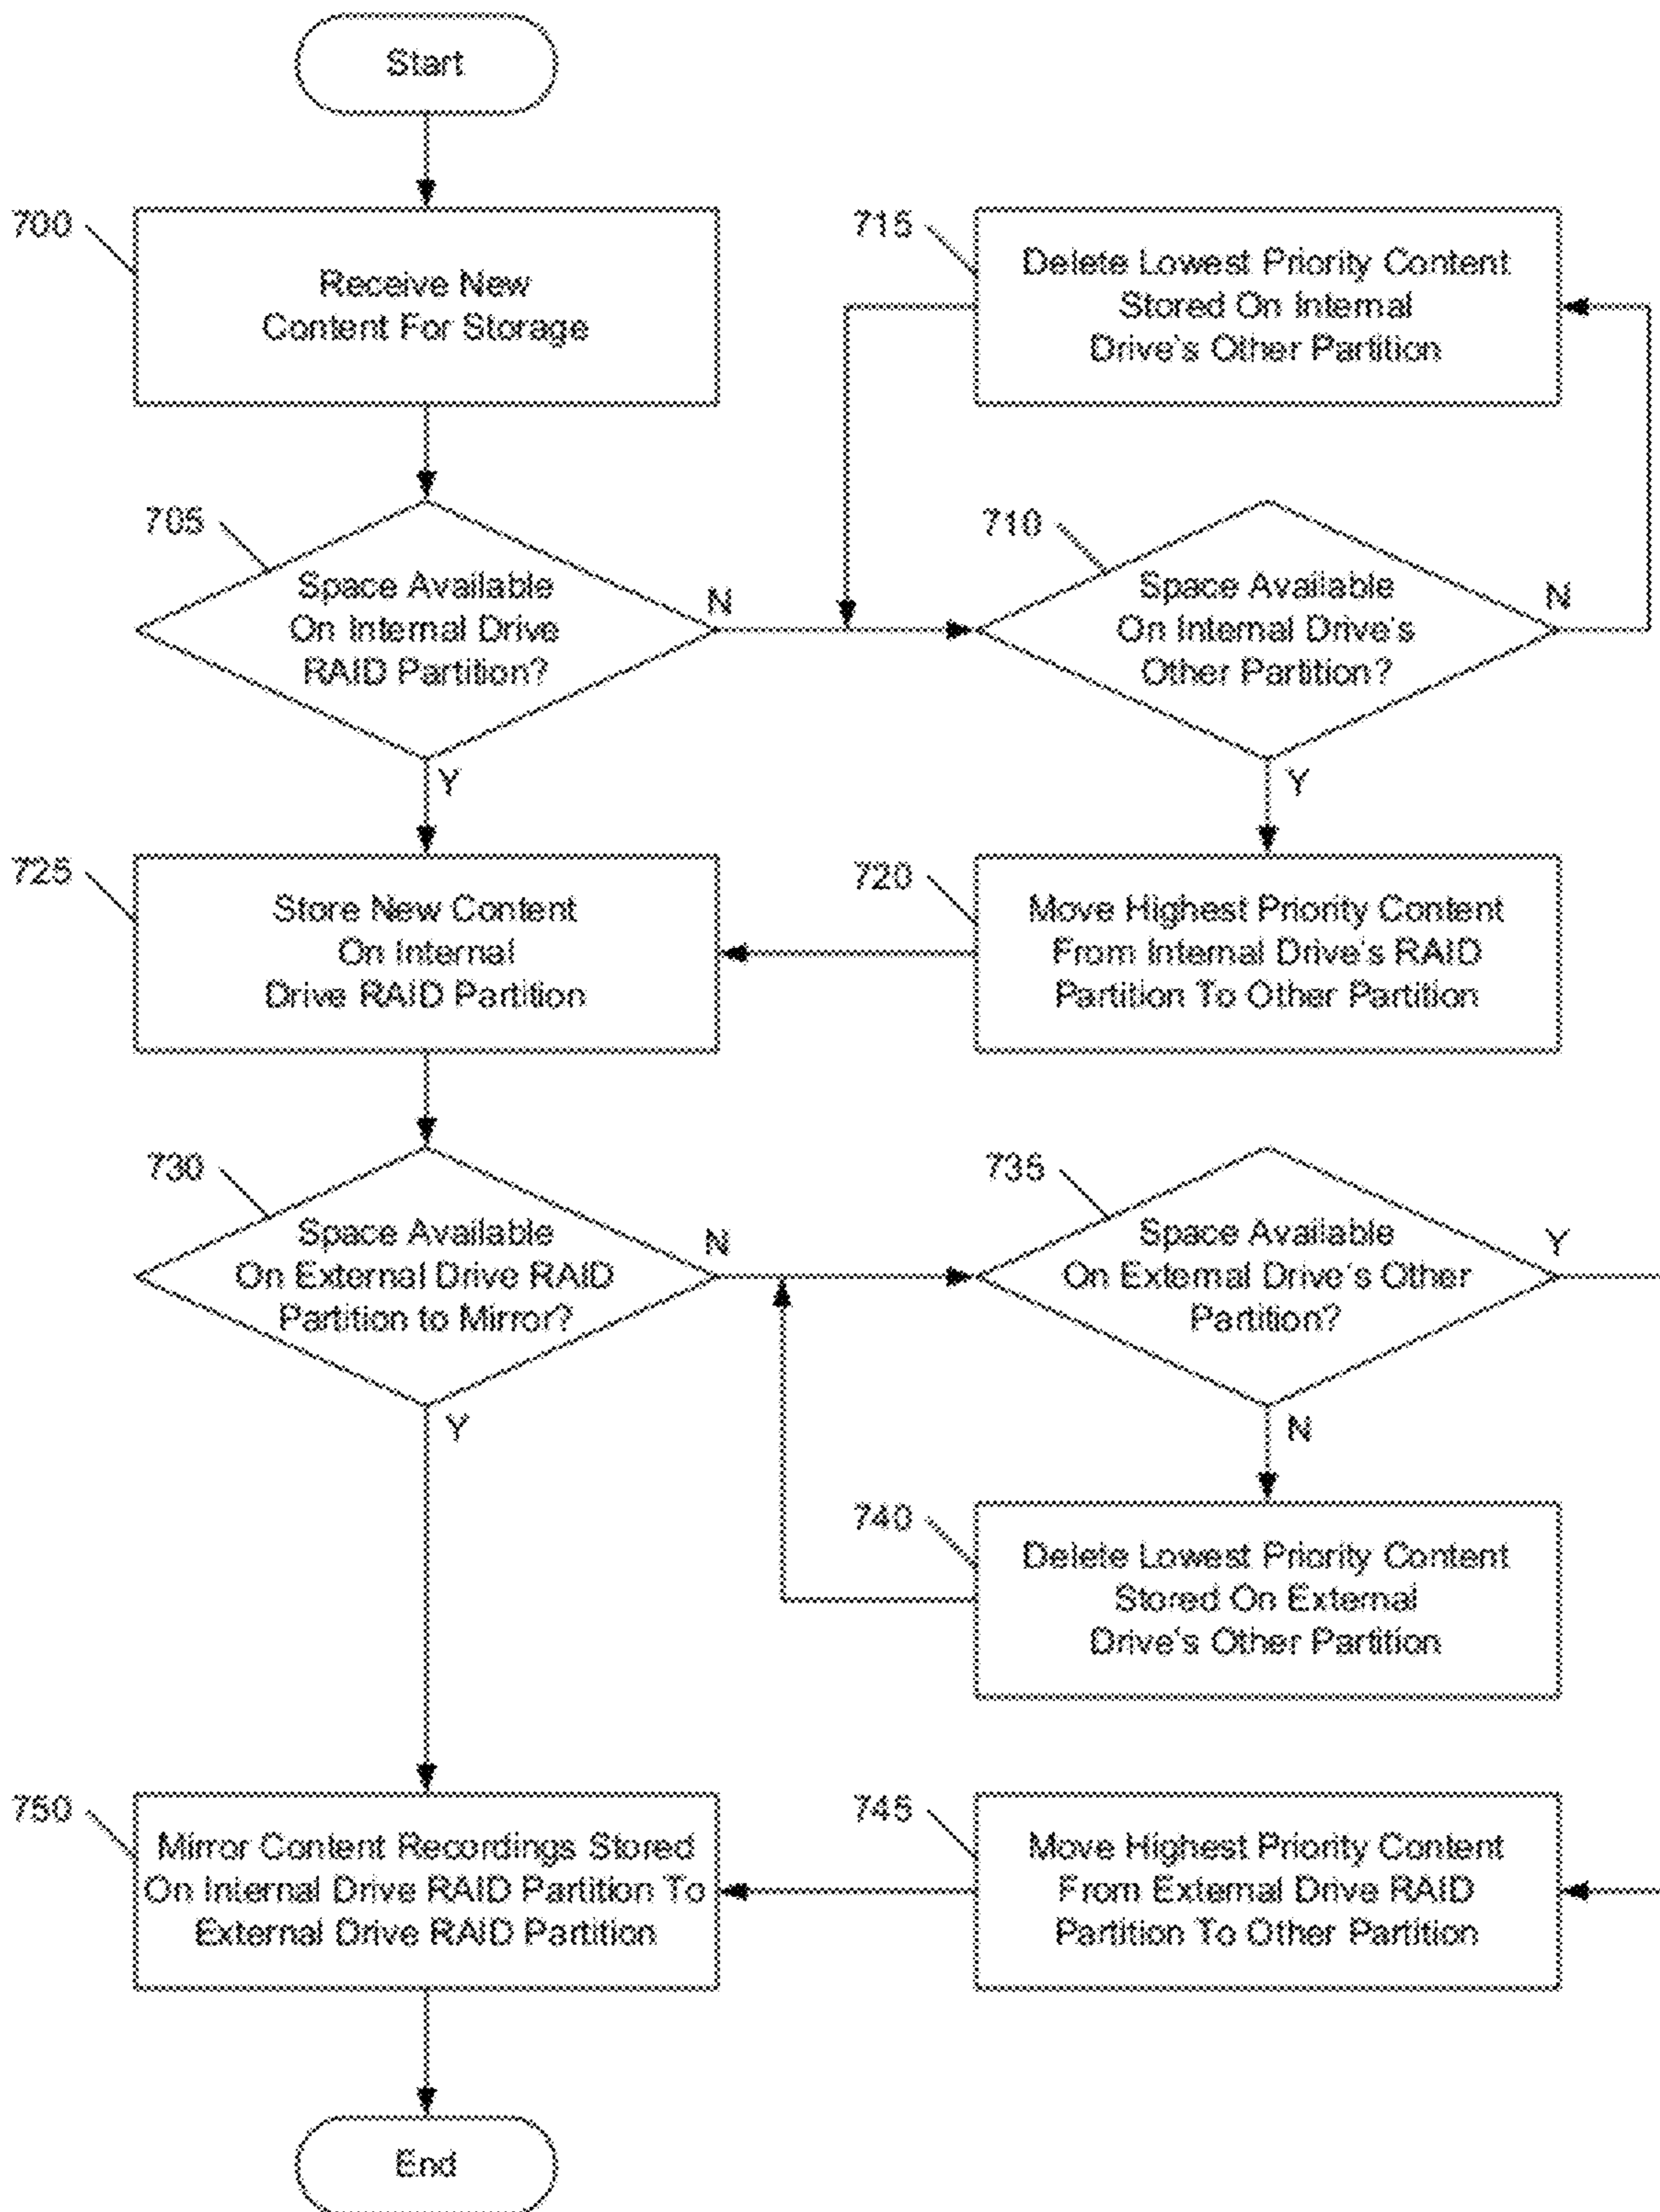 Start
700
Receive New
Content For Storage
715
Delete Lowest Priority Content
Stored On Internal
Drive's Other Partition
705
Space Available
On Internal Drive
RAID Partition?
N
Y
710
Space Available
On Internal Drive's
Other Partition?
N
Y
725
Store New Content
On Internal
Drive RAID Partition
720
Move Highest Priority Content
From Internal Drive's RAID
Partition To Other Partition
730
Space Available
On External Drive RAID
Partition to Mirror?
N
Y
735
Space Available
On External Drive's Other
Partition?
Y
N
740
Delete Lowest Priority Content
Stored On External
Drive's Other Partition
750
Mirror Content Recordings Stored
On Internal Drive RAID Partition To
External Drive RAID Partition
745
Move Highest Priority Content
From External Drive RAID
Partition To Other Partition
End